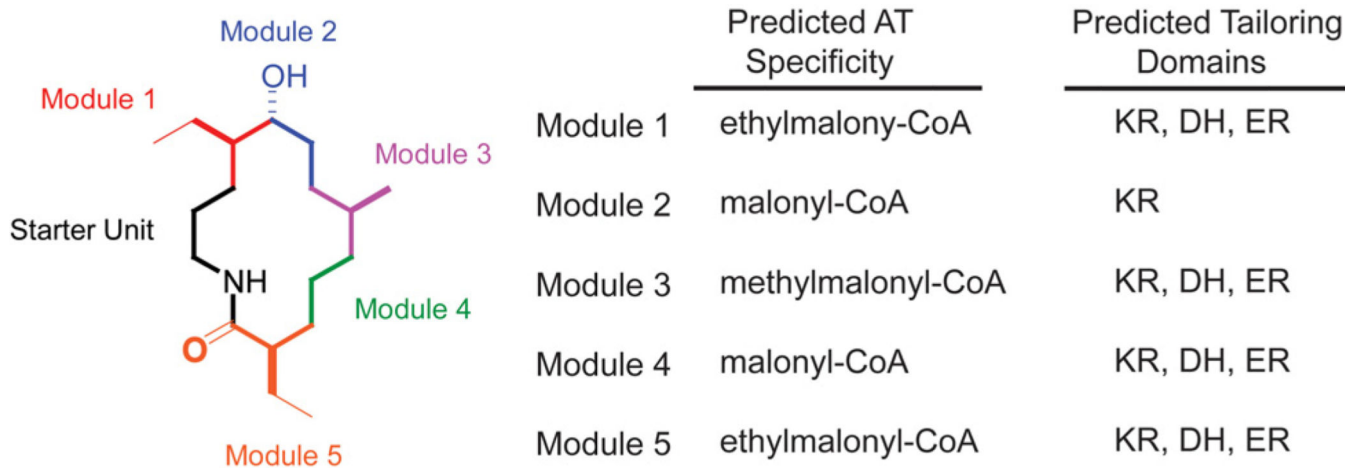 Module 2
OH
Module 1
Module 3
Starter Unit
NH
Module 4
O
Module 5
Predicted AT Specificity
Predicted Tailoring Domains
Module 1 ethylmalony-CoA KR, DH, ER
Module 2 malonyl-CoA KR
Module 3 methylmalonyl-CoA KR, DH, ER
Module 4 malonyl-CoA KR, DH, ER
Module 5 ethylmalonyl-CoA KR, DH, ER